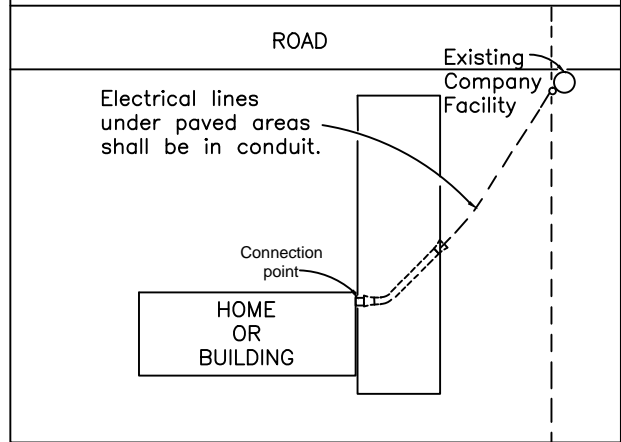 ROAD
Existing
Company
Facility
Electrical lines
under paved areas
shall be in conduit.
Connection
point
HOME
OR
BUILDING